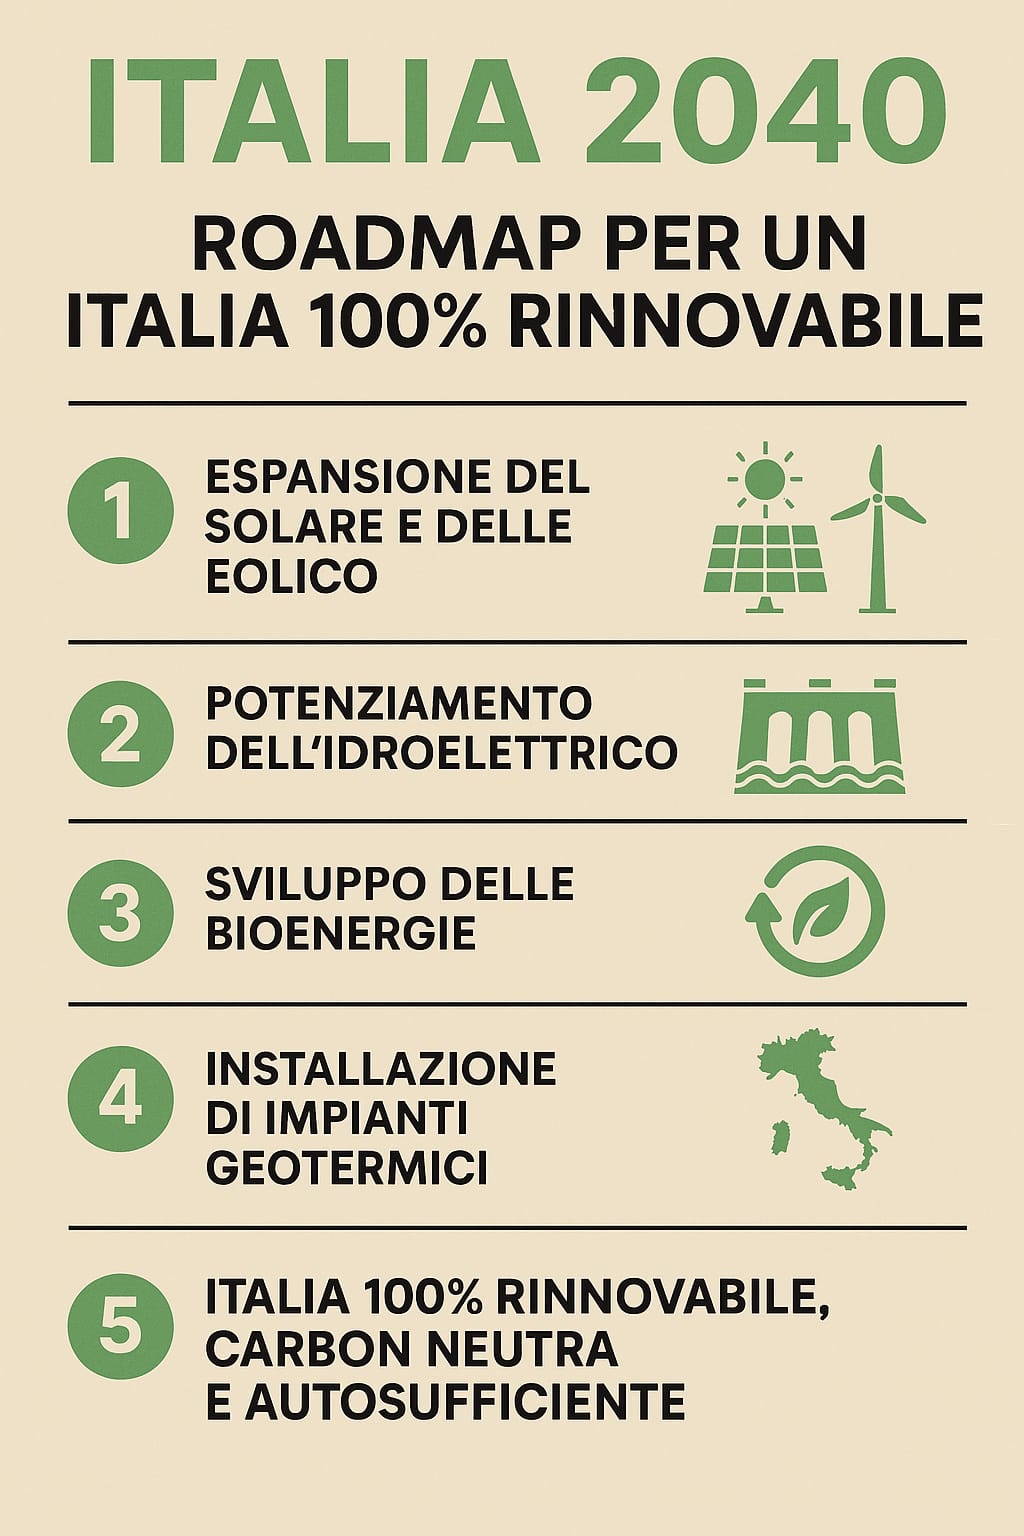 ITALIA 2040
ROADMAP PER UN
ITALIA 100% RINNOVABILE
1
ESPANSIONE DEL
SOLARE E DELLE
EOLICO
2
POTENZIAMENTO
DELL'IDROELETTRICO
3
SVILUPPO DELLE
BIOENERGIE
4
INSTALLAZIONE
DI IMPIANTI
GEOTERMICI
5
ITALIA 100% RINNOVABILE,
CARBON NEUTRA
E AUTOSUFFICIENTE